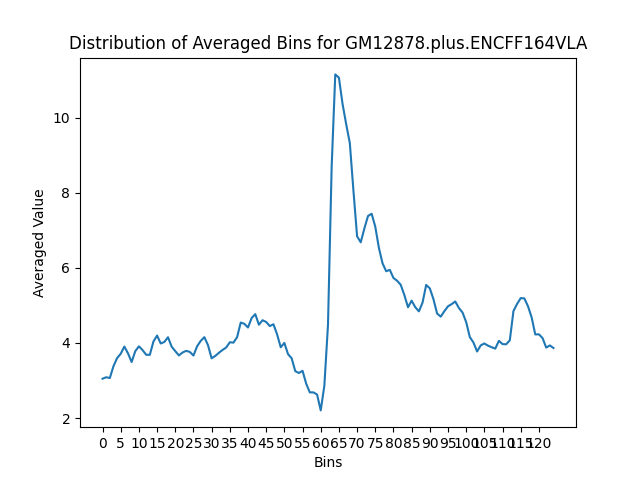 Distribution of Averaged Bins for GM12878.plus.ENCFF164VLA
10
8
6
4
2
Averaged Value
0 5 10 15 20 25 30 35 40 45 50 55 60 65 70 75 80 85 90 95 100 105 110 115 120
Bins